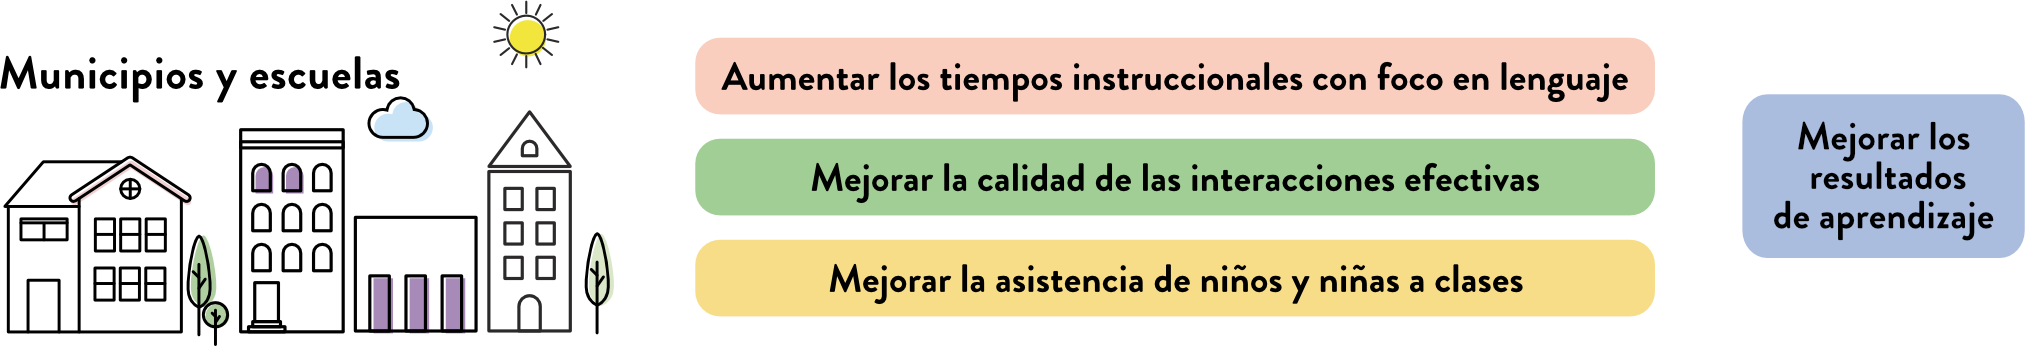 Municipios y escuelas
Aumentar los tiempos instruccionales con foco en lenguaje
Mejorar la calidad de las interacciones efectivas
Mejorar la asistencia de niños y niñas a clases
Mejorar los
resultados
de aprendizaje